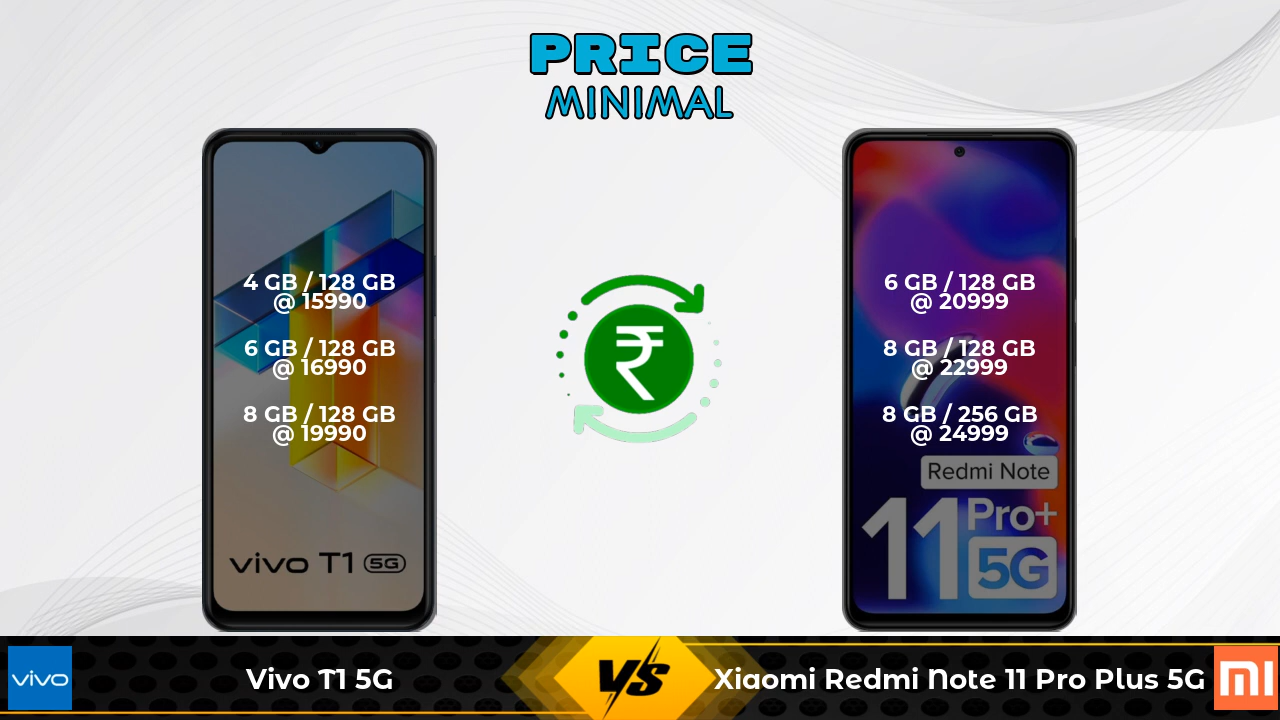 PRICE
MINIMAL
4 GB / 128 GB
@ 15990
6 GB / 128 GB
@ 16990
8 GB / 128 GB
@ 19990
vivo T1 5G
₹
6 GB / 128 GB
@ 20999
8 GB / 128 GB
@ 22999
8 GB / 256 GB
@ 24999
Redmi Note
11 Pro+
5G
vivo
Vivo T1 5G
VS
Xiaomi Redmi Note 11 Pro Plus 5G
mi